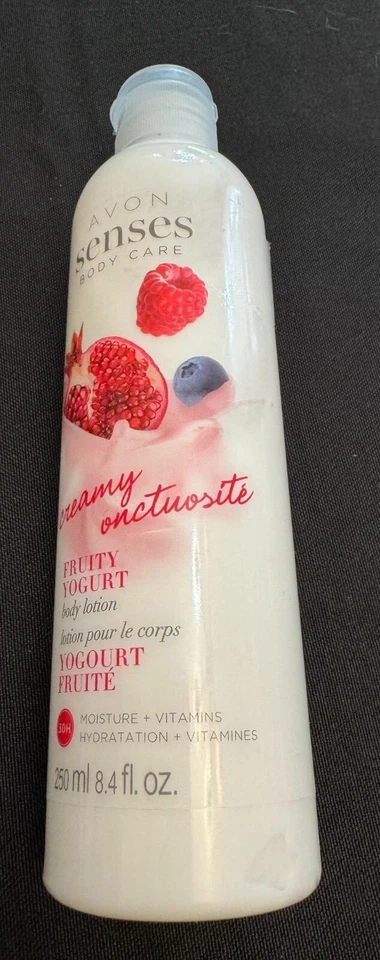 AVON
senses
BODY CARE
creamy
onctuosité
FRUITY
YOGURT
body lotion
lotion pour le corps
YOGOURT
FRUITÉ
30H
MOISTURE + VITAMINS
HYDRATATION + VITAMINES
250 ml 8.4 fl. oz.